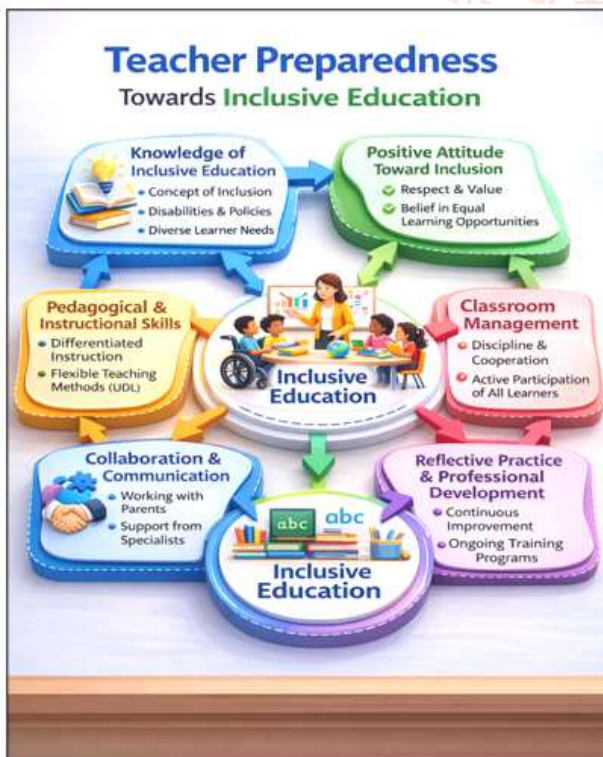 Teacher Preparedness
Towards Inclusive Education
Knowledge of
Inclusive Education
Concept of Inclusion
Disabilities & Policies
Diverse Learner Needs
Positive Attitude
Toward Inclusion
Respect & Value
Belief in Equal
Learning Opportunities
Pedagogical &
Instructional Skills
Differentiated
Instruction
Flexible Teaching
Methods (UDL)
Inclusive
Education
Classroom
Management
Discipline &
Cooperation
Active Participation
of All Learners
Collaboration &
Communication
Working with
Parents
Support from
Specialists
Reflective Practice
& Professional
Development
Continuous
Improvement
Ongoing Training
Programs
abc
abc
Inclusive
Education